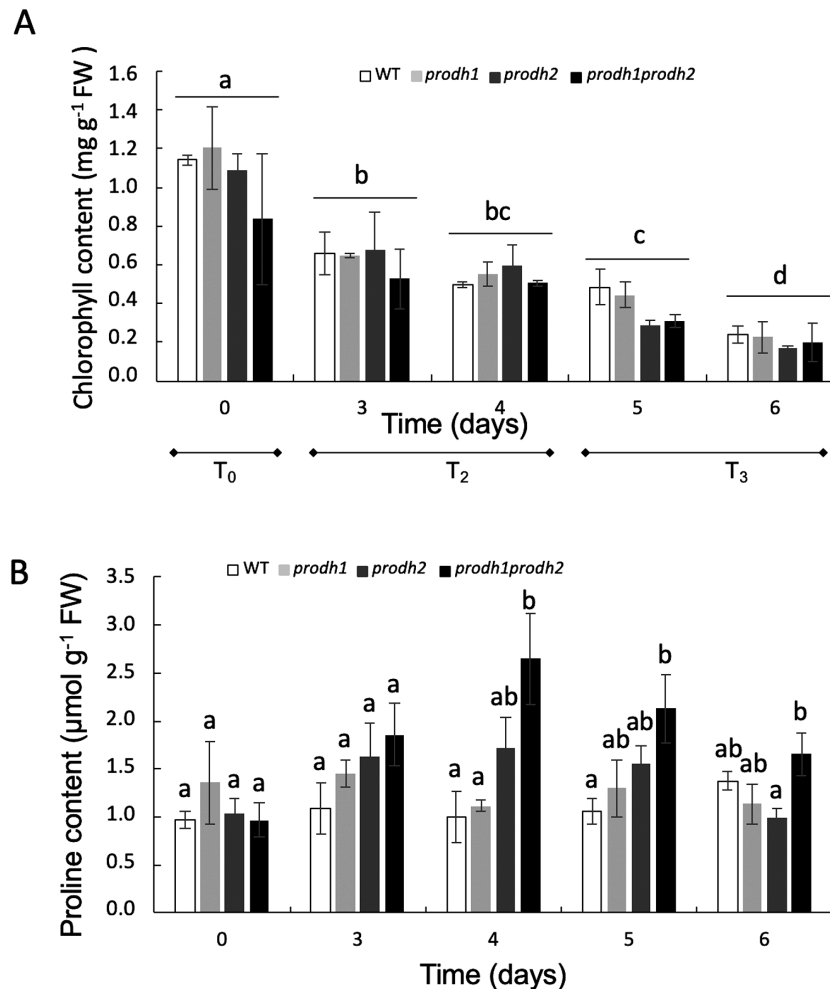 A
WT prodh1 prodh2 prodh1prodh2
Chlorophyll content (mg g⁻¹ FW )
1.6
1.4
1.2
1.0
0.8
0.6
0.4
0.2
0.0
a
b
bc
c
d
0 3 4 5 6
Time (days)
T₀ T₂ T₃
B
WT prodh1 prodh2 prodh1prodh2
Proline content (μmol g⁻¹ FW)
3.5
3.0
2.5
2.0
1.5
1.0
0.5
0.0
a a a a
a a a a
a a ab b
a ab ab b
ab ab a b
0 3 4 5 6
Time (days)